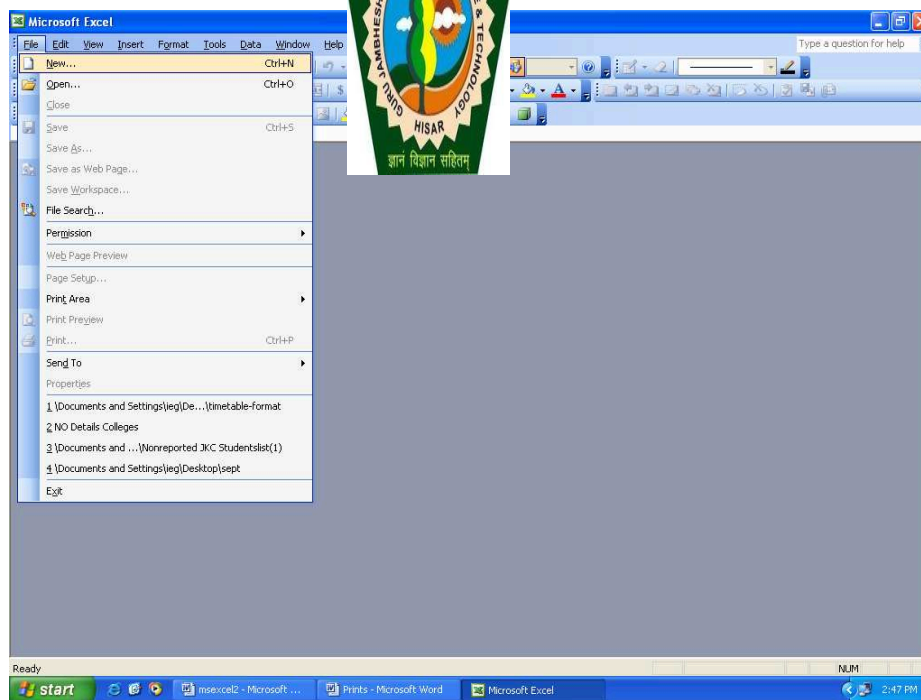 Microsoft Excel
File Edit View Insert Format Tools Data Window Help
Type a question for help
New... Ctrl+N
Open... Ctrl+O
Close
Save Ctrl+S
Save As...
Save as Web Page...
Save Workspace...
File Search...
Permission
Web Page Preview
Page Setup...
Print Area
Print Preview
Print... Ctrl+P
Send To
Properties
1 \Documents and Settings\ieg\De...\timetable-format
2 NO Details Colleges
3 \Documents and ...\Nonreported JKC Studentslist(1)
4 \Documents and Settings\ieg\Desktop\sept
Exit
GURU JAMBHESH
& TECHNOLOGY
HISAR
ज्ञानं विज्ञान सहितम्
Ready
NUM
start
msexcel2 - Microsoft ...
Prints - Microsoft Word
Microsoft Excel
2:47 PM